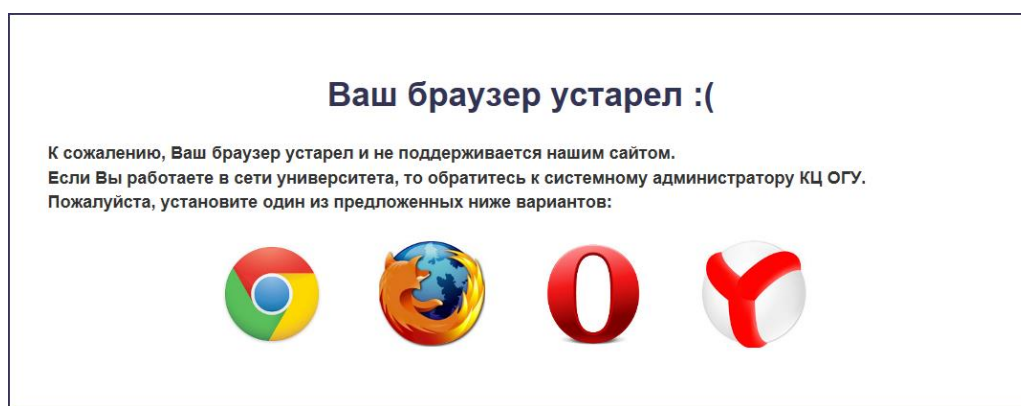 Ваш браузер устарел :(
К сожалению, Ваш браузер устарел и не поддерживается нашим сайтом.
Если Вы работаете в сети университета, то обратитесь к системному администратору КЦ ОГУ.
Пожалуйста, установите один из предложенных ниже вариантов: